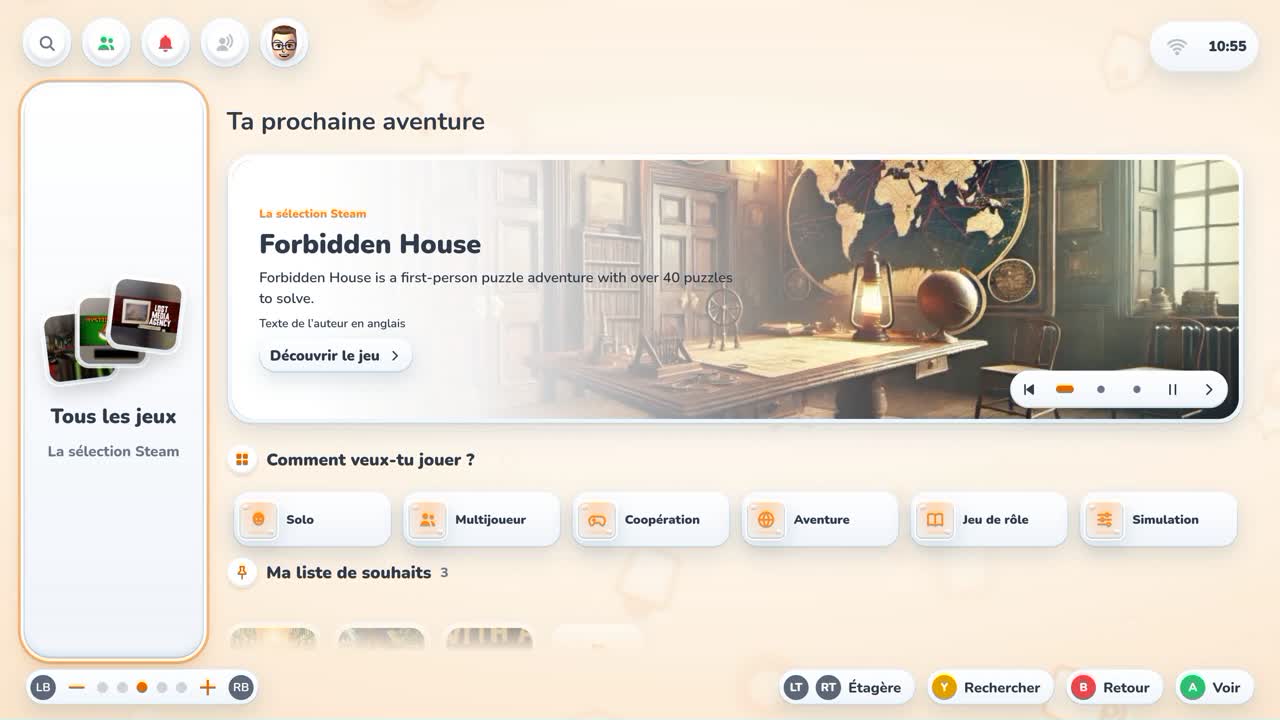 10:55
Ta prochaine aventure
La sélection Steam
Forbidden House
Forbidden House is a first-person puzzle adventure with over 40 puzzles
to solve.
Texte de l'auteur en anglais
Découvrir le jeu
LOST
MEDIA
AGENCY
Tous les jeux
La sélection Steam
Comment veux-tu jouer ?
Solo
Multijoueur
Coopération
Aventure
Jeu de rôle
Simulation
Ma liste de souhaits 3
LB
RB
LT RT Étagère
Y Rechercher
B Retour
A Voir